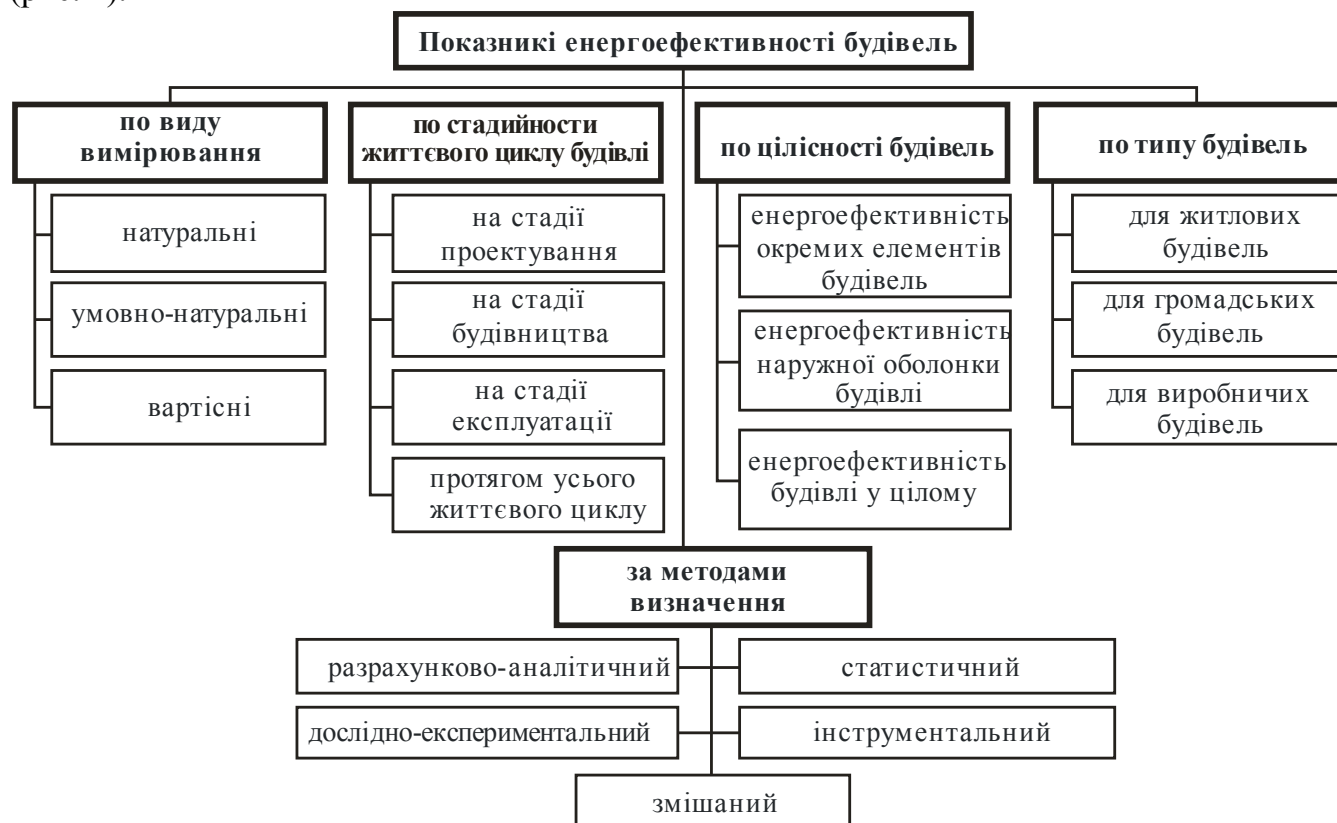 Показникі енергоефективності будівель
по виду
вимірювання
натуральні
умовно-натуральні
вартісні
по стадийности
життєвого циклу будівлі
на стадії
проектування
на стадії
будівництва
на стадії
експлуатації
протягом усього
життєвого циклу
по цілісності будівель
енергоефективність
окремих елементів
будівель
енергоефективність
наружної оболонки
будівлі
енергоефективність
будівлі у цілому
по типу будівель
для житлових
будівель
для громадських
будівель
для виробничих
будівель
за методами
визначення
разрахунково-аналітичний
статистичний
дослідно-експериментальний
інструментальний
змішаний